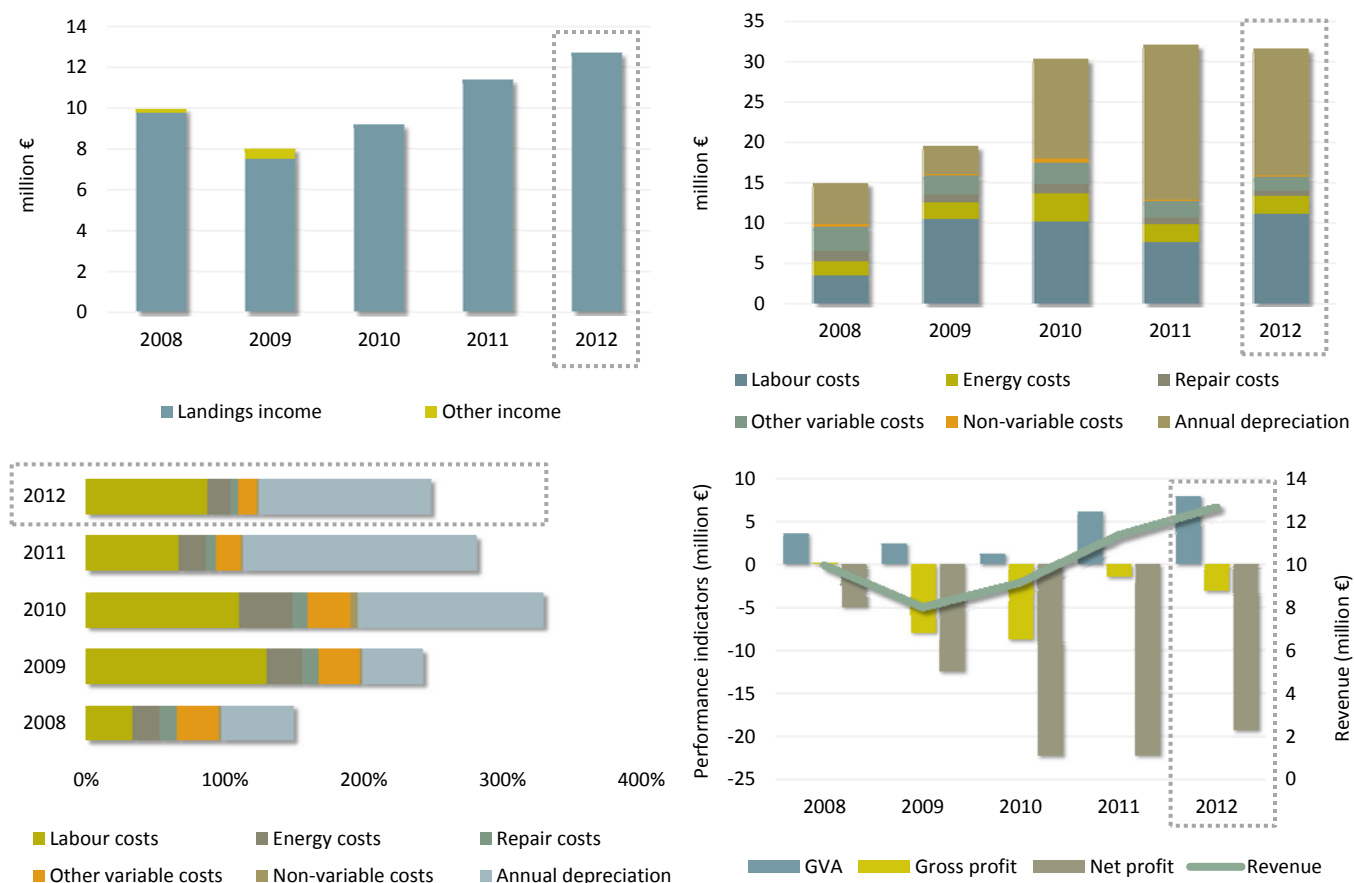 14
12
10
8
6
4
2
0
million €
2008 2009 2010 2011 2012
Landings income Other income
35
30
25
20
15
10
5
0
million €
2008 2009 2010 2011 2012
Labour costs Energy costs Repair costs
Other variable costs Non-variable costs Annual depreciation
2012
2011
2010
2009
2008
0% 100% 200% 300% 400%
Labour costs Energy costs Repair costs
Other variable costs Non-variable costs Annual depreciation
10
5
0
-5
-10
-15
-20
-25
Performance indicators (million €)
14
12
10
8
6
4
2
0
Revenue (million €)
2008 2009 2010 2011 2012
GVA Gross profit Net profit Revenue